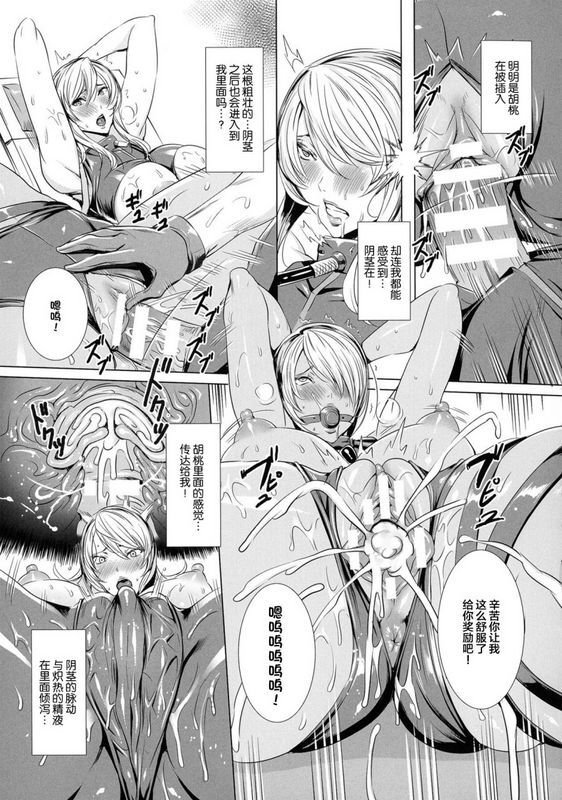 明明是胡桃
在被插入
却连我都能
感受到…
阴茎在！
这根粗壮的…阴茎
之后也会进入到
我里面吗…？
嗯呜！
辛苦你让我
这么舒服了
给你奖励吧！
嗯呜呜呜呜呜呜！
胡桃里面的感觉…
传达给我！
阴茎的脉动
与炽热的精液
在里面倾泻…